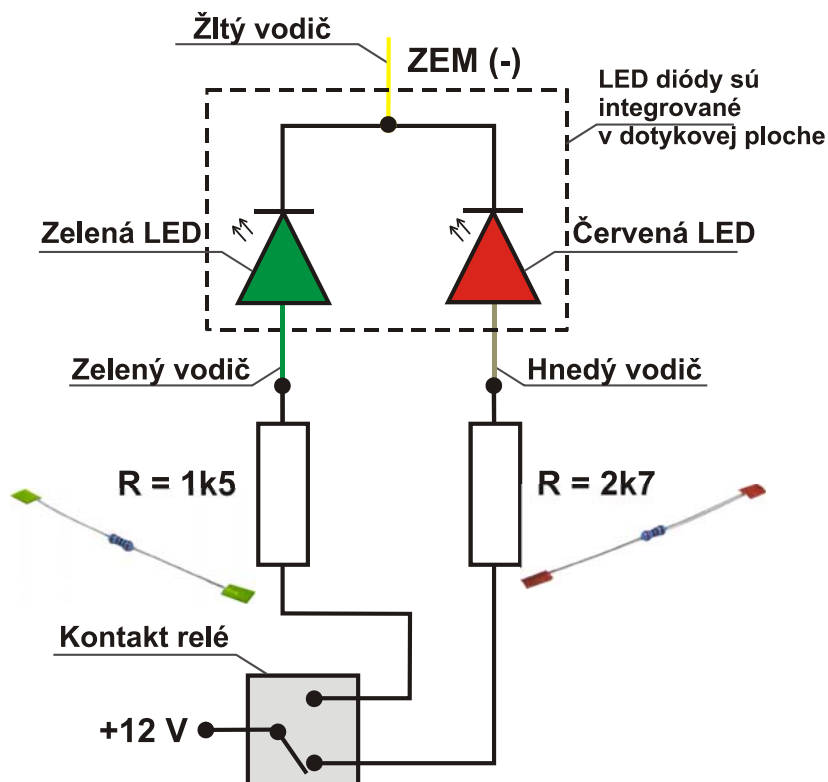 Žltý vodič
ZEM (-)
LED diódy sú
integrované
v dotykovej ploche
Zelená LED
Červená LED
Zelený vodič
Hnedý vodič
R = 1k5
R = 2k7
Kontakt relé
+12 V